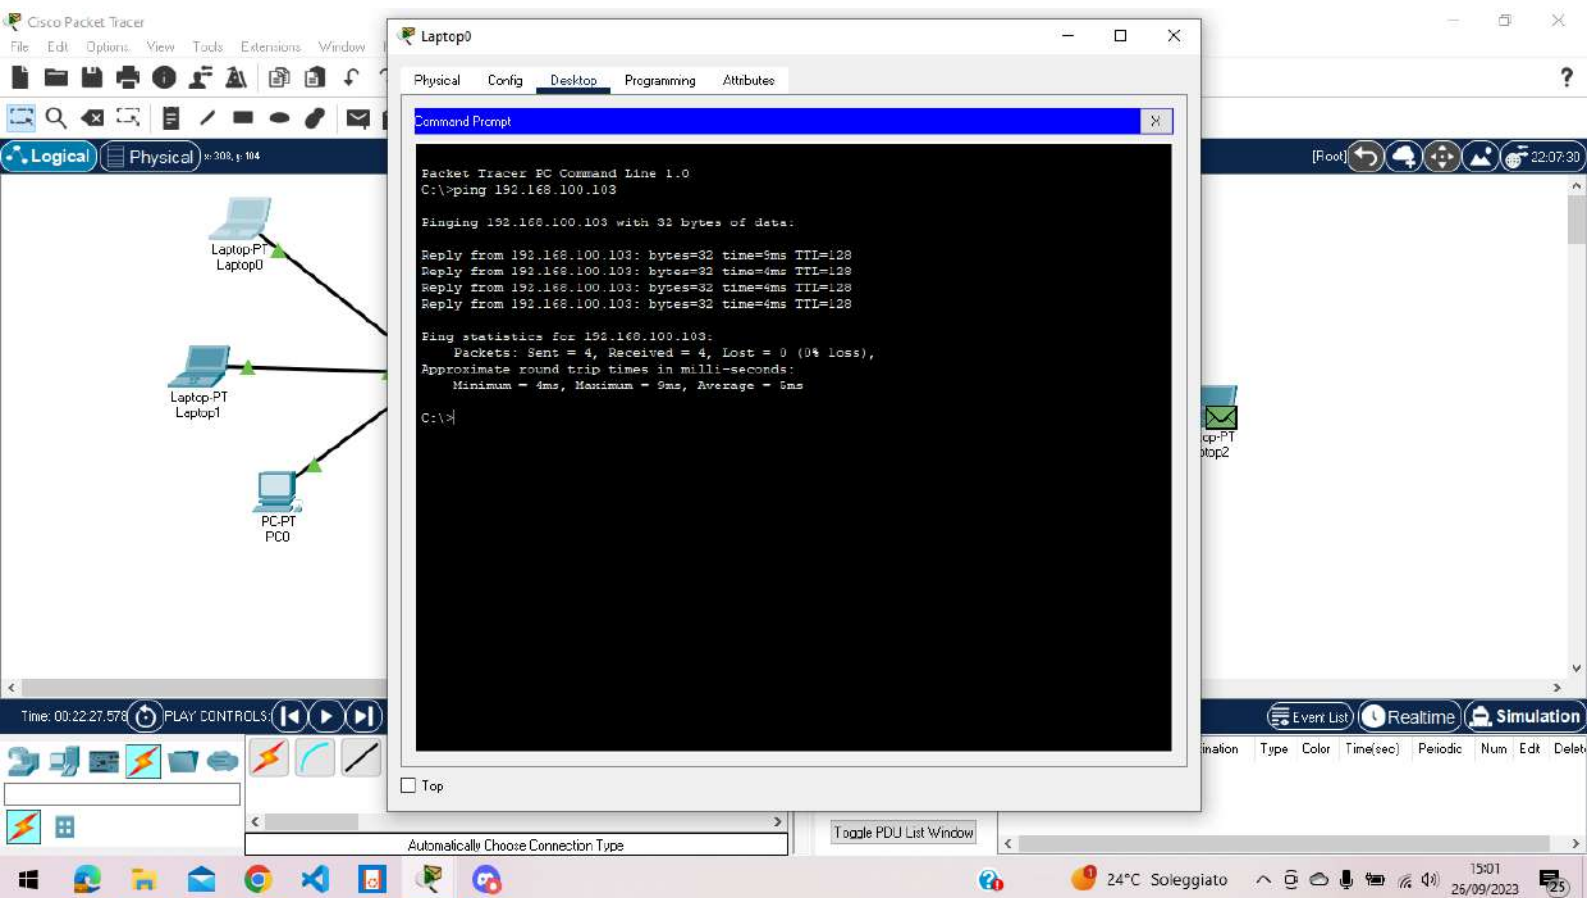 Cisco Packet Tracer
File Edit Options View Tools Extensions Window
Laptop0
Physical Config Desktop Programming Attributes
Command Prompt
X
Logical
Physical
x: 308, y: 104
[Root]
22:07:30
Packet Tracer PC Command Line 1.0
C:\>ping 192.168.100.103
Pinging 192.168.100.103 with 32 bytes of data:
Reply from 192.168.100.103: bytes=32 time=9ms TTL=128
Reply from 192.168.100.103: bytes=32 time=4ms TTL=128
Reply from 192.168.100.103: bytes=32 time=4ms TTL=128
Reply from 192.168.100.103: bytes=32 time=4ms TTL=128
Ping statistics for 192.168.100.103:
Packets: Sent = 4, Received = 4, Lost = 0 (0% loss),
Approximate round trip times in milli-seconds:
Minimum = 4ms, Maximum = 9ms, Average = 5ms
C:\>
Laptop-PT
Laptop0
Laptop-PT
Laptop1
PC-PT
PC0
op-PT
ptop2
Time: 00:22:27.578
PLAY CONTROLS:
Event List
Realtime
Simulation
ination Type Color Time(sec) Periodic Num Edit Delet
Top
Automatically Choose Connection Type
Toggle PDU List Window
24°C Soleggiato
15:01
26/09/2023
25